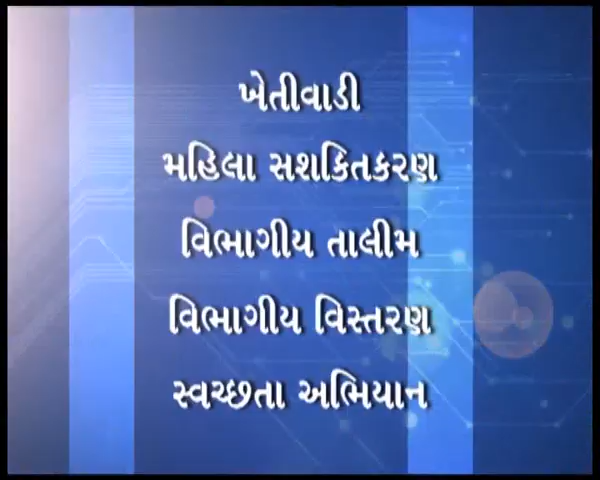 ખેતીવાડી
મહિલા સશકિતકરણ
વિભાગીય તાલીમ
વિભાગીય વિસ્તરણ
સ્વચ્છતા અભિયાન